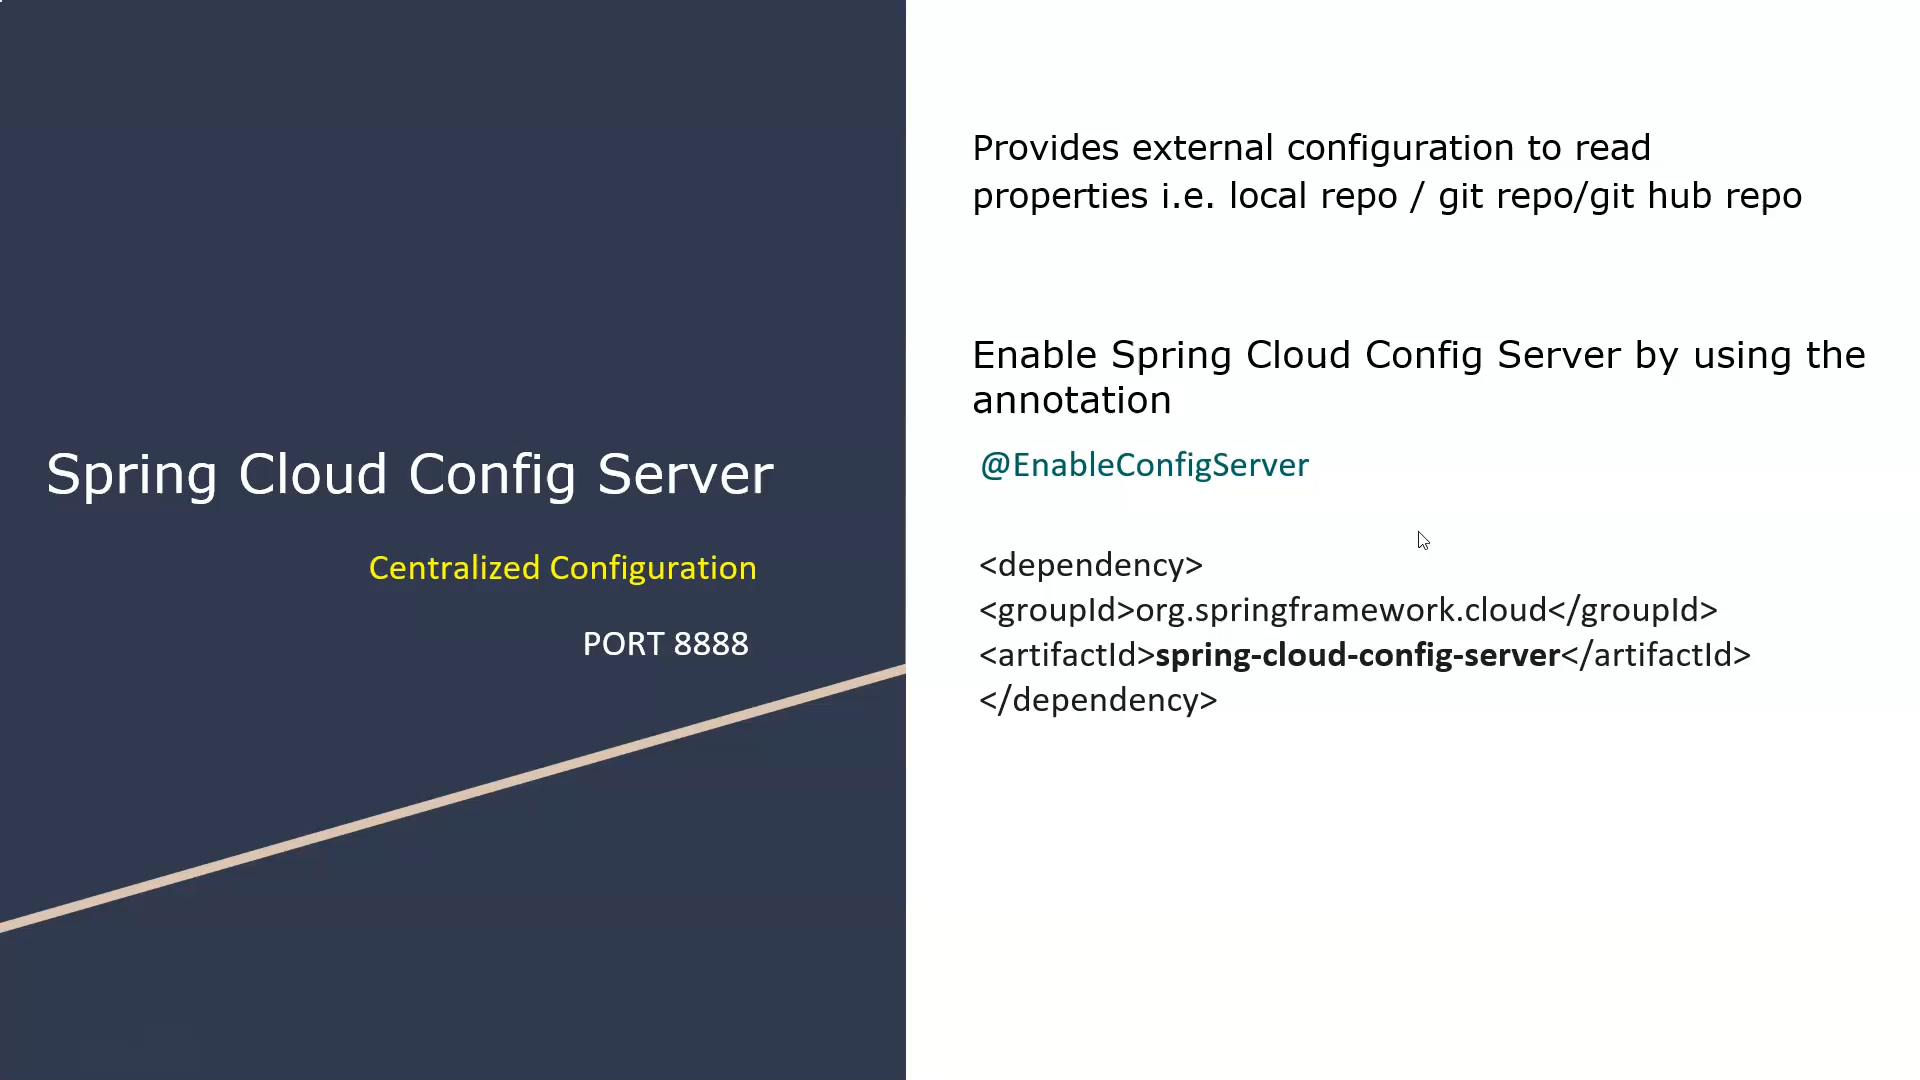 Spring Cloud Config Server
Centralized Configuration
PORT 8888
Provides external configuration to read
properties i.e. local repo / git repo/git hub repo
Enable Spring Cloud Config Server by using the
annotation
@EnableConfigServer
<dependency>
<groupId>org.springframework.cloud</groupId>
<artifactId>spring-cloud-config-server</artifactId>
</dependency>